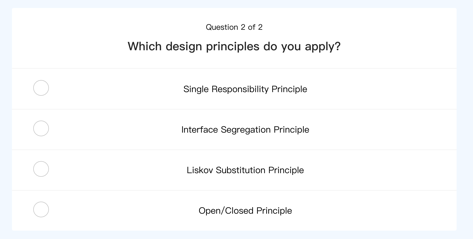 Question 2 of 2
Which design principles do you apply?
Single Responsibility Principle
Interface Segregation Principle
Liskov Substitution Principle
Open/Closed Principle